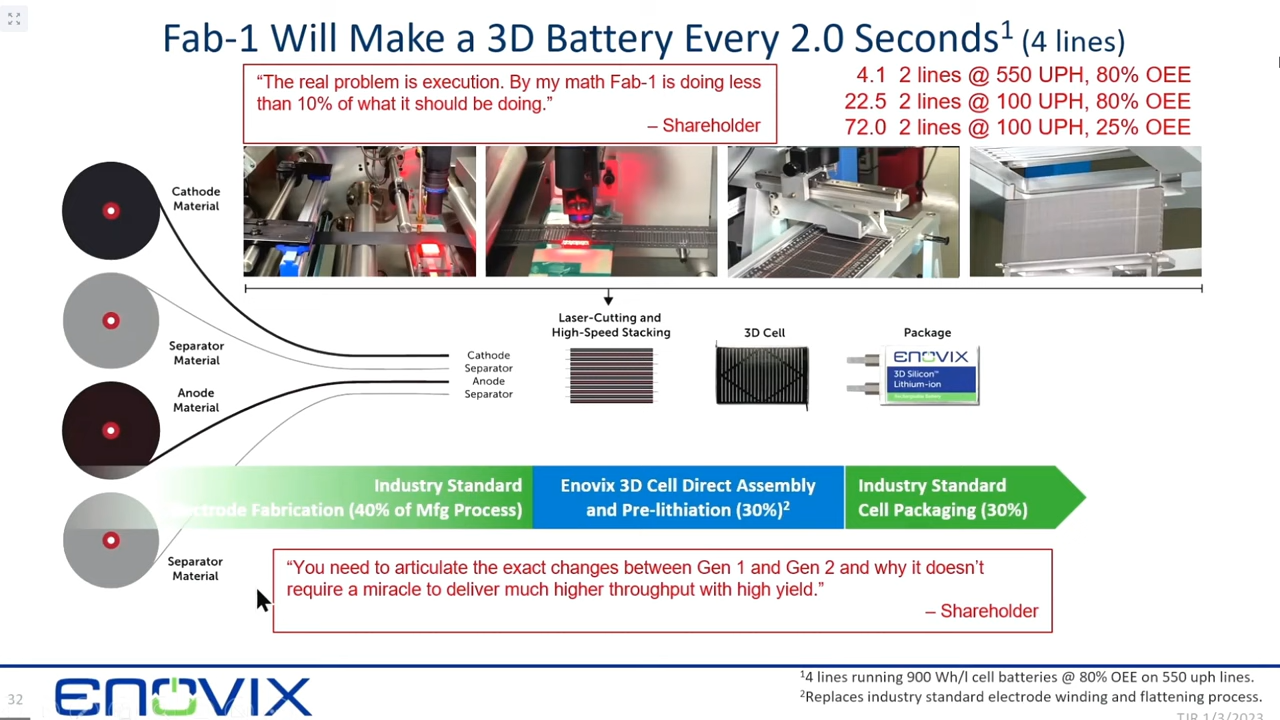 Fab-1 Will Make a 3D Battery Every 2.0 Seconds1 (4 lines)
“The real problem is execution. By my math Fab-1 is doing less
than 10% of what it should be doing.”
– Shareholder
4.1 2 lines @ 550 UPH, 80% OEE
22.5 2 lines @ 100 UPH, 80% OEE
72.0 2 lines @ 100 UPH, 25% OEE
Cathode
Material
Separator
Material
Anode
Material
Separator
Material
Cathode
Separator
Anode
Separator
Laser-Cutting and
High-Speed Stacking
3D Cell
Package
ENOVIX
3D Silicon™
Lithium-ion
Industry Standard
Fabrication (40% of Mfg Process)
Enovix 3D Cell Direct Assembly
and Pre-lithiation (30%)2
Industry Standard
Cell Packaging (30%)
“You need to articulate the exact changes between Gen 1 and Gen 2 and why it doesn’t
require a miracle to deliver much higher throughput with high yield.”
– Shareholder
32
ENOVIX
14 lines running 900 Wh/l cell batteries @ 80% OEE on 550 uph lines.
2Replaces industry standard electrode winding and flattening process.
TJR 1/3/2023